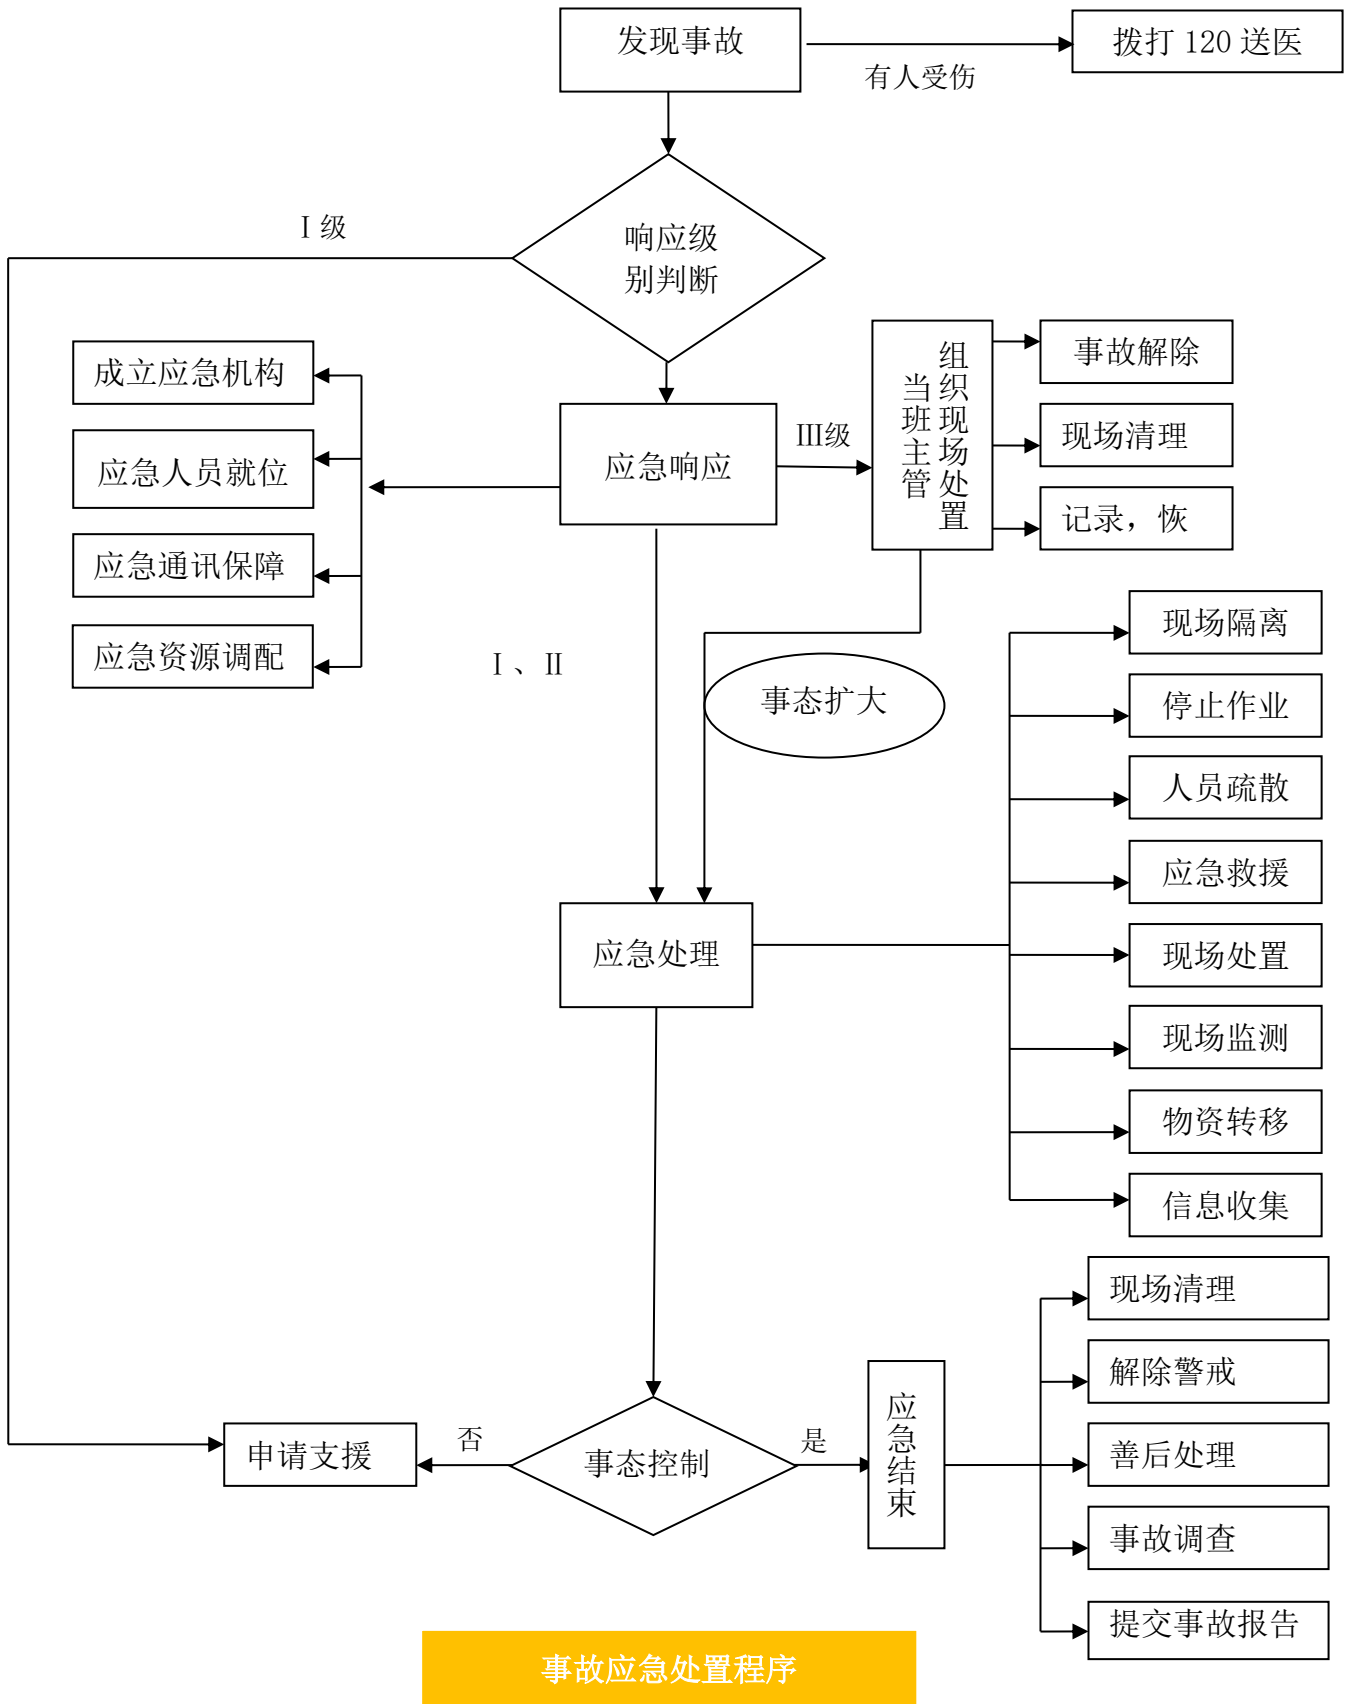 发现事故
拨打 120 送医
有人受伤
Ⅰ级
响应级
别判断
成立应急机构
应急人员就位
应急通讯保障
应急资源调配
应急响应
Ⅲ级
当班主管
组织现场处置
事故解除
现场清理
记录，恢
Ⅰ、Ⅱ
事态扩大
现场隔离
停止作业
人员疏散
应急救援
现场处置
现场监测
物资转移
信息收集
应急处理
现场清理
解除警戒
善后处理
事故调查
提交事故报告
申请支援
否
事态控制
是
应急结束
事故应急处置程序